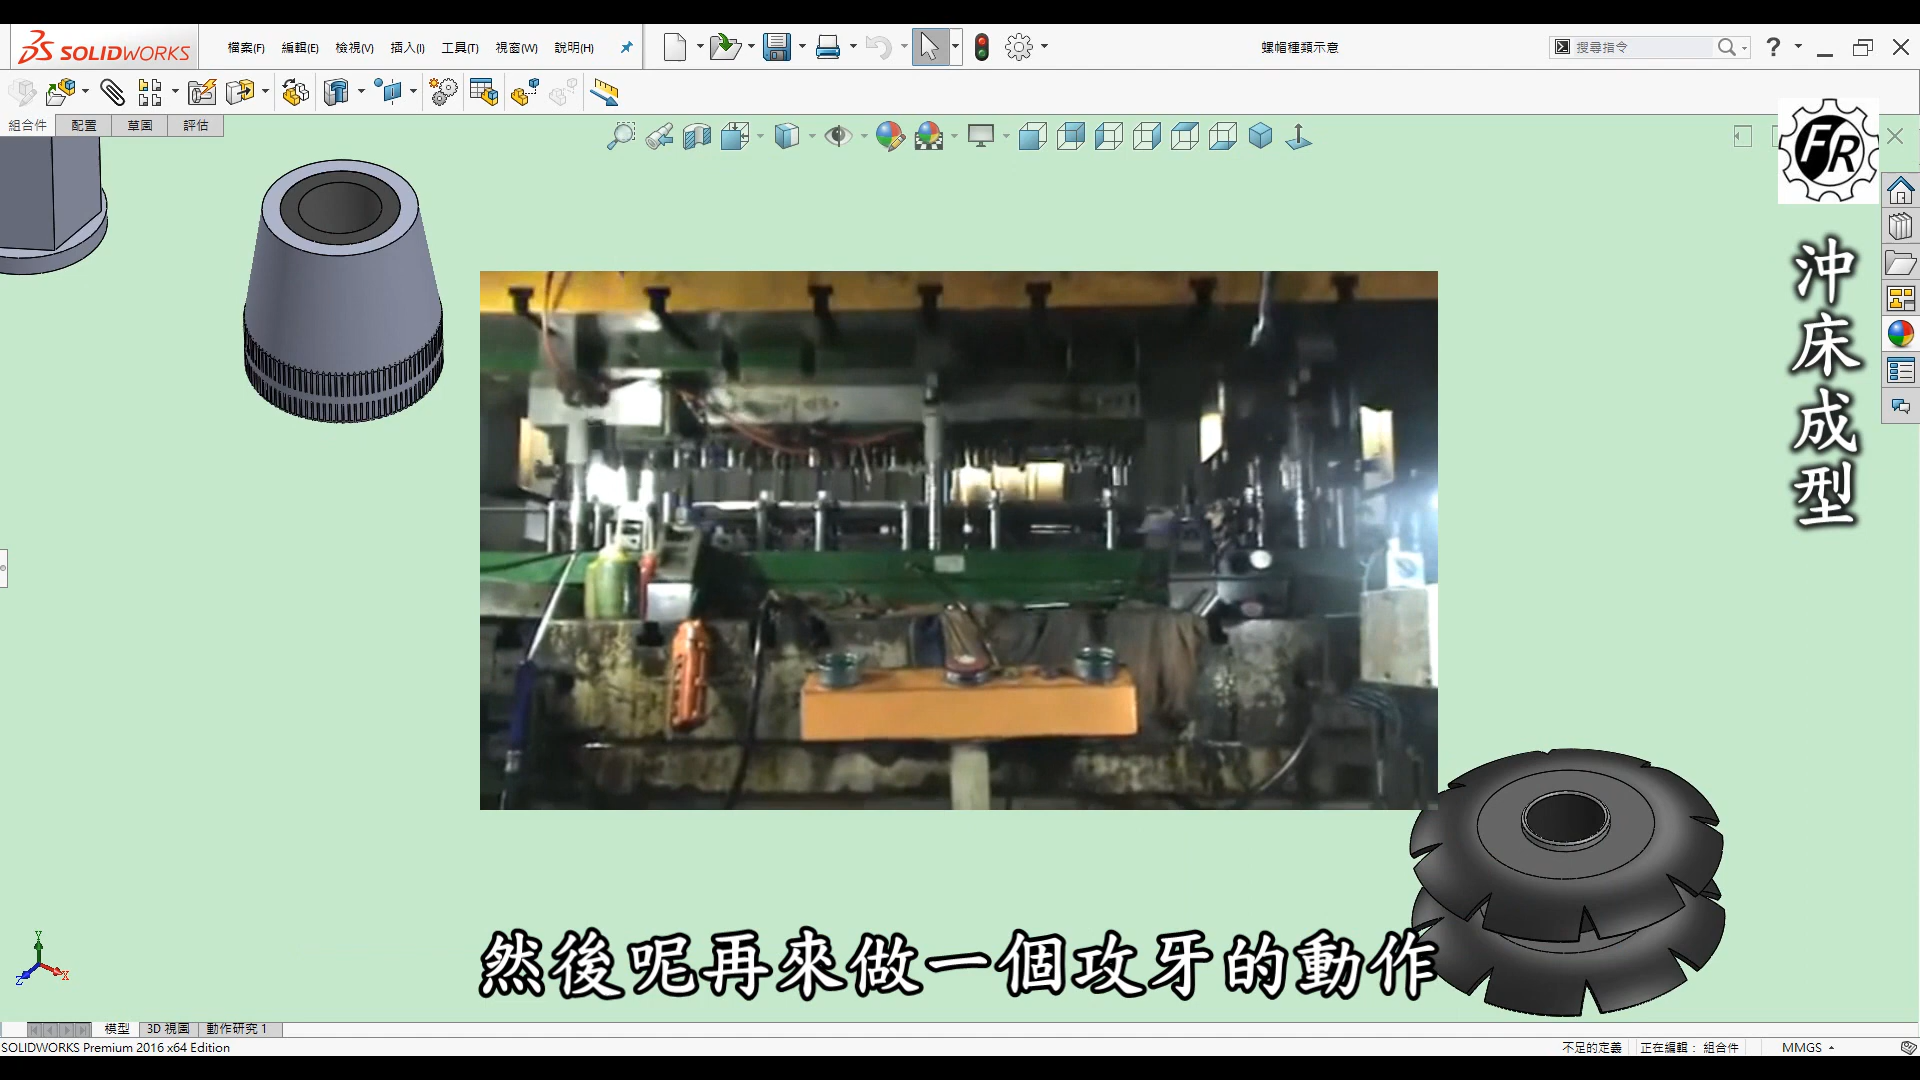 SOLIDWORKS
檔案(F) 編輯(E) 檢視(V) 插入(I) 工具(T) 視窗(W) 說明(H)
螺帽種類示意
搜尋指令
組合件 配置 草圖 評估
FR
沖床成型
然後呢再來做一個攻牙的動作
Y
X
Z
模型 3D 視圖 動作研究 1
SOLIDWORKS Premium 2016 x64 Edition
不足的定義 正在編輯： 組合件 MMGS